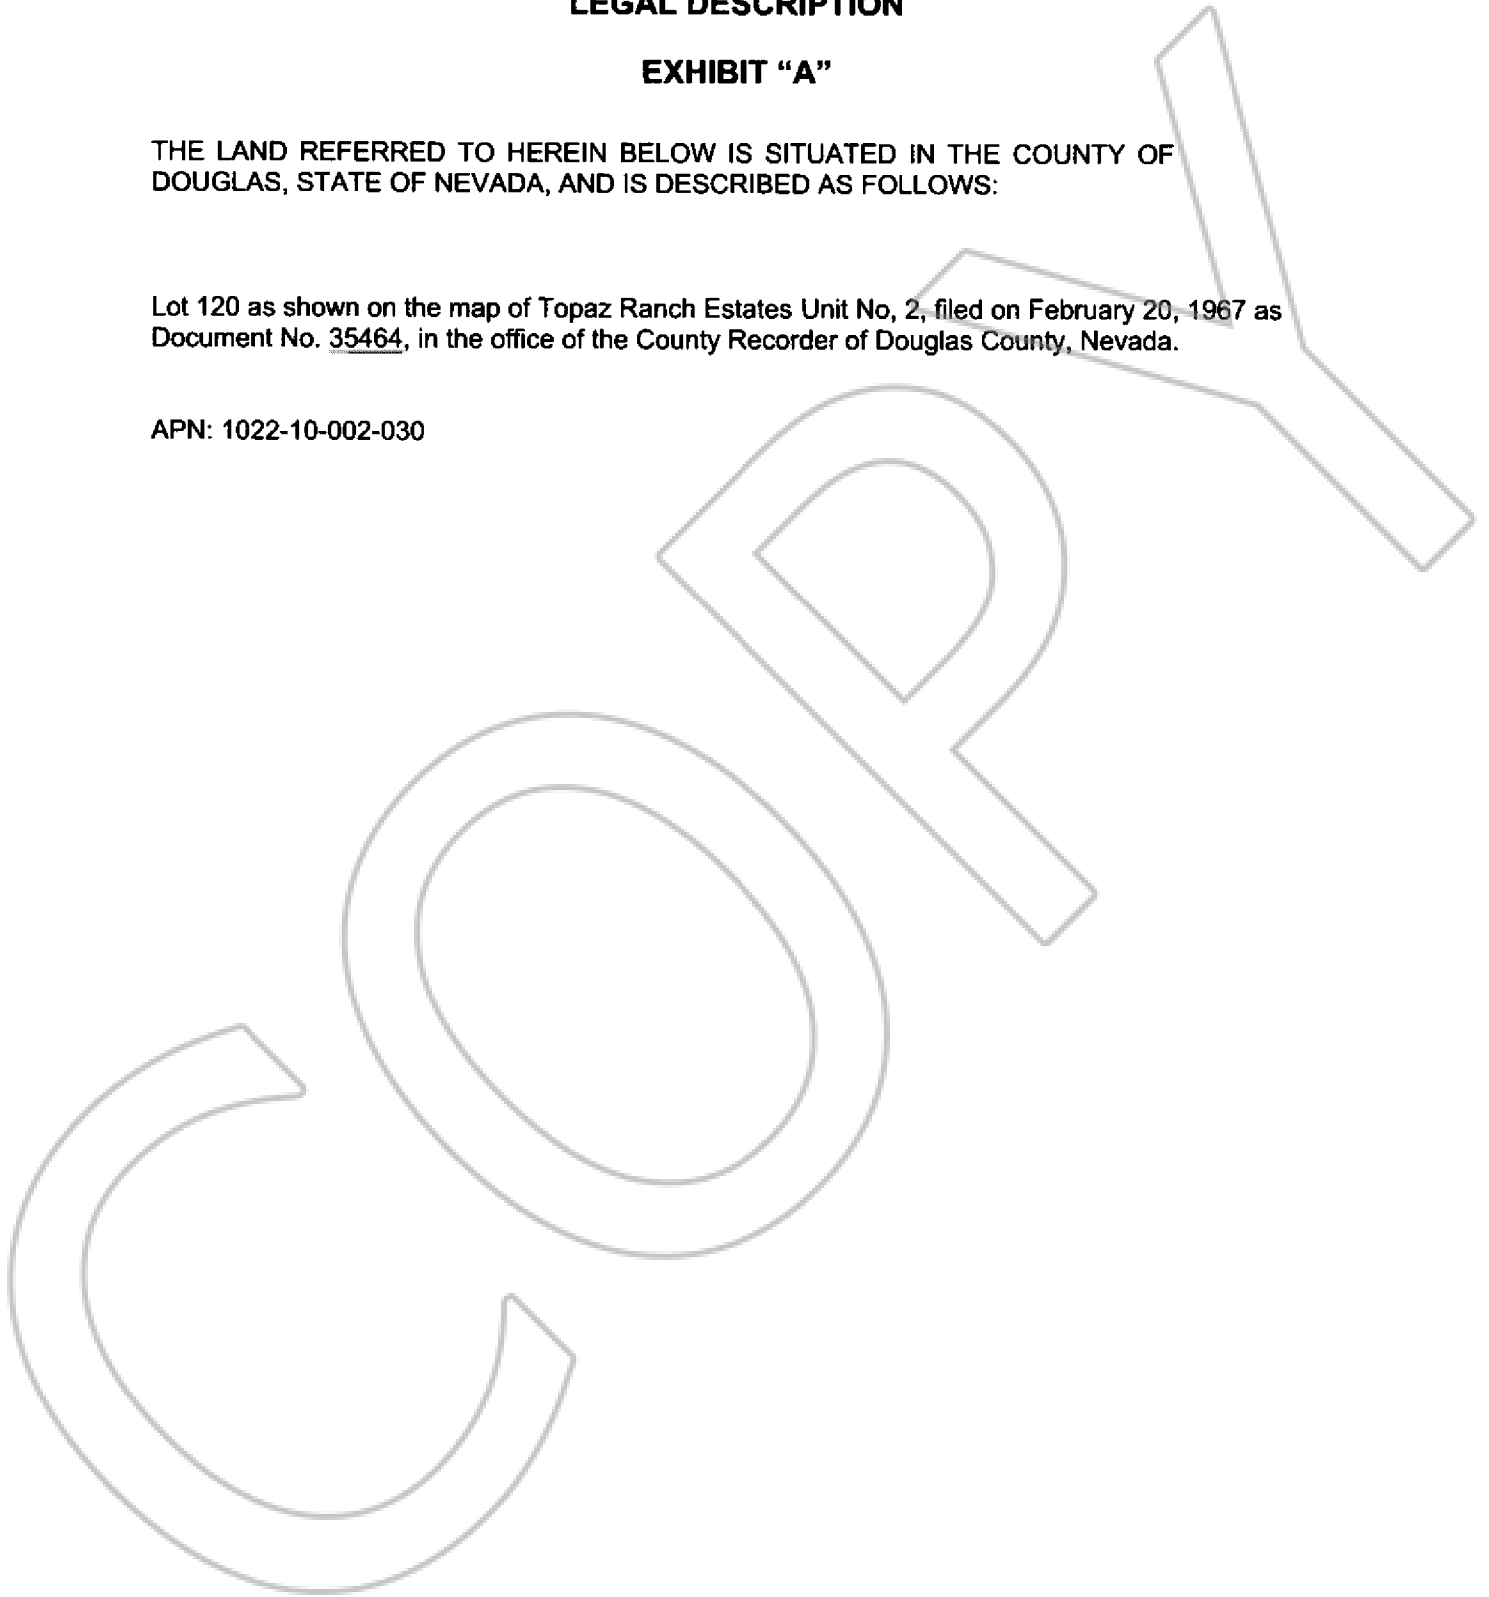 LEGAL DESCRIPTION
EXHIBIT “A”
THE LAND REFERRED TO HEREIN BELOW IS SITUATED IN THE COUNTY OF
DOUGLAS, STATE OF NEVADA, AND IS DESCRIBED AS FOLLOWS:
Lot 120 as shown on the map of Topaz Ranch Estates Unit No, 2, filed on February 20, 1967 as
Document No. 35464, in the office of the County Recorder of Douglas County, Nevada.
APN: 1022-10-002-030
COPY